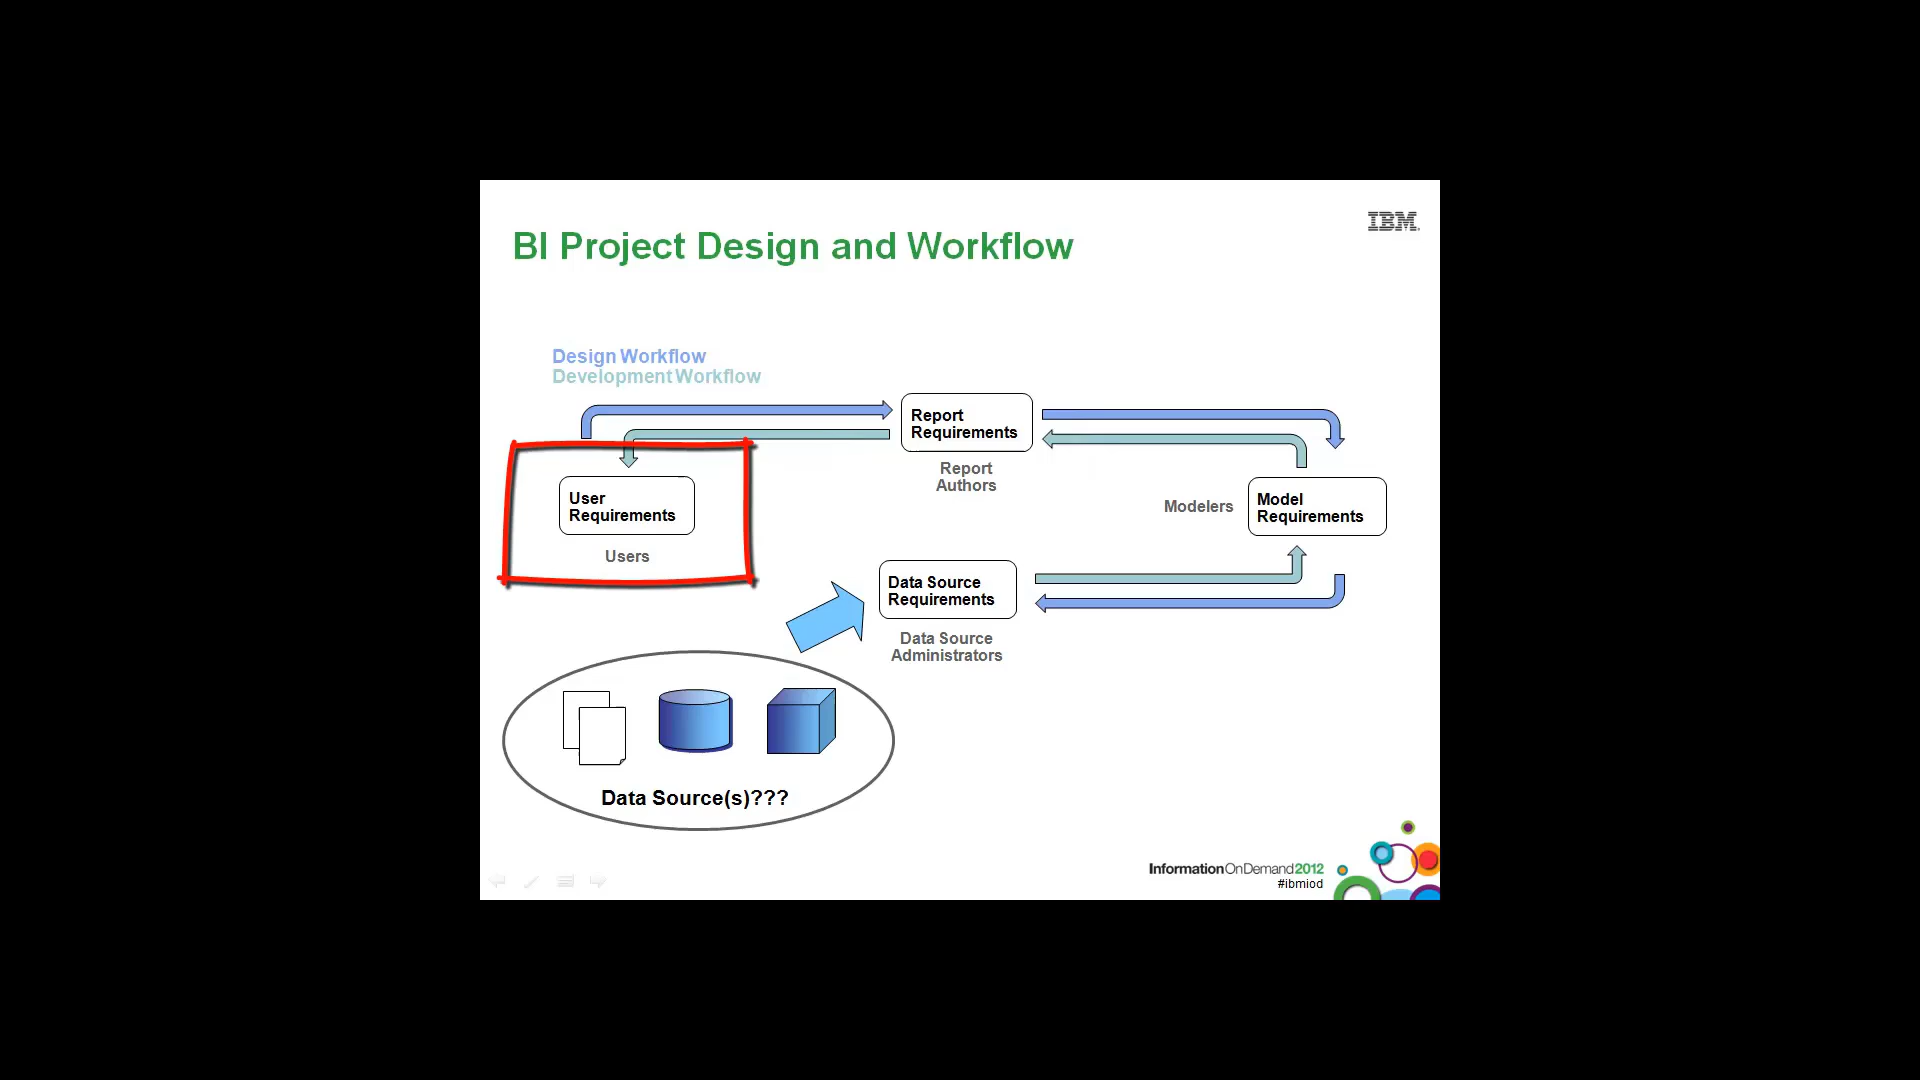 IBM
BI Project Design and Workflow
Design Workflow
Development Workflow
Report
Requirements
Report
Authors
User
Requirements
Users
Modelers
Model
Requirements
Data Source
Requirements
Data Source
Administrators
Data Source(s)???
InformationOnDemand2012
#ibmiod